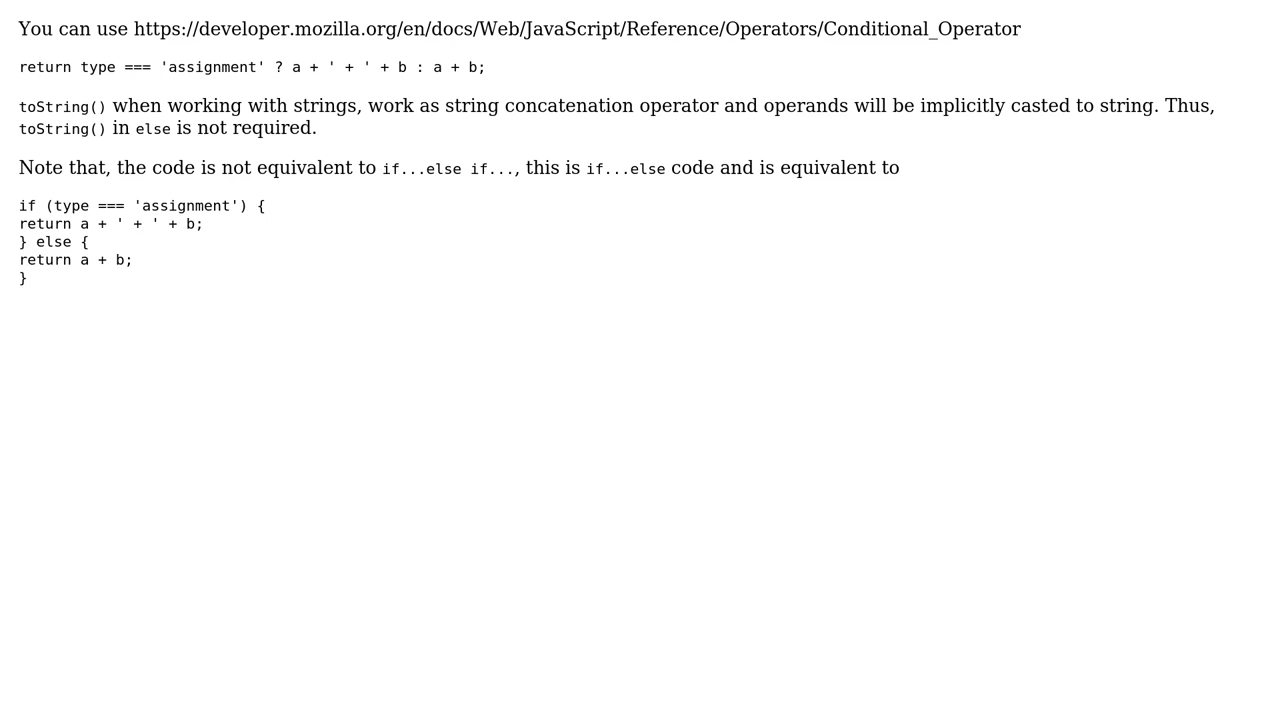 You can use https://developer.mozilla.org/en/docs/Web/JavaScript/Reference/Operators/Conditional_Operator
return type === 'assignment' ? a + ' + ' + b : a + b;
toString() when working with strings, work as string concatenation operator and operands will be implicitly casted to string. Thus,
toString() in else is not required.
Note that, the code is not equivalent to if...else if..., this is if...else code and is equivalent to
if (type === 'assignment') {
return a + ' + ' + b;
} else {
return a + b;
}